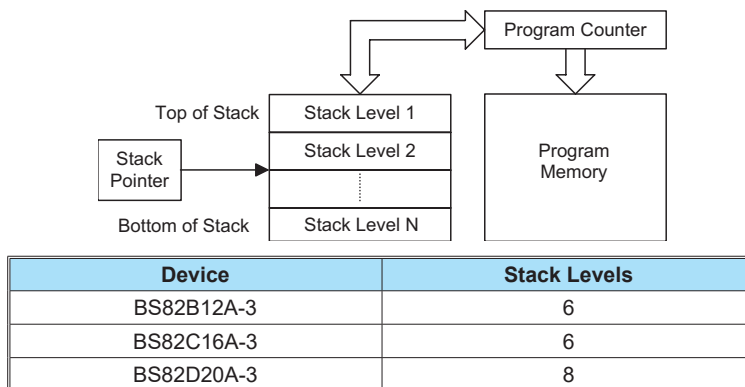 Program Counter
Top of Stack
Stack Level 1
Stack Pointer
Stack Level 2
Program Memory
Bottom of Stack
Stack Level N
Device Stack Levels
BS82B12A-3 6
BS82C16A-3 6
BS82D20A-3 8